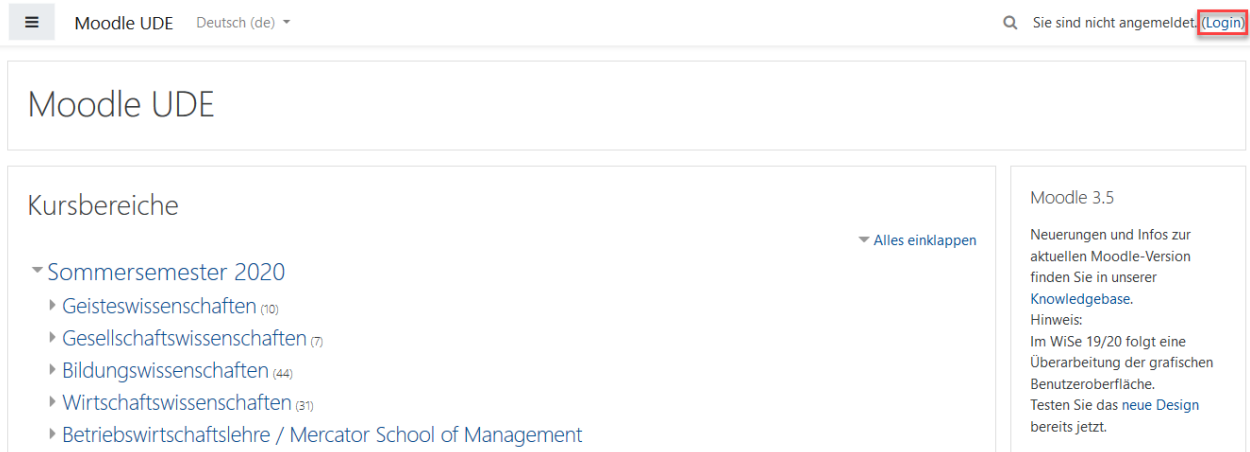 Moodle UDE Deutsch (de) Sie sind nicht angemeldet. (Login)
Moodle UDE
Kursbereiche
Alles einklappen
Sommersemester 2020
Geisteswissenschaften (10)
Gesellschaftswissenschaften (7)
Bildungswissenschaften (44)
Wirtschaftswissenschaften (31)
Betriebswirtschaftslehre / Mercator School of Management
Moodle 3.5
Neuerungen und Infos zur
aktuellen Moodle-Version
finden Sie in unserer
Knowledgebase.
Hinweis:
Im WiSe 19/20 folgt eine
Überarbeitung der grafischen
Benutzeroberfläche.
Testen Sie das neue Design
bereits jetzt.